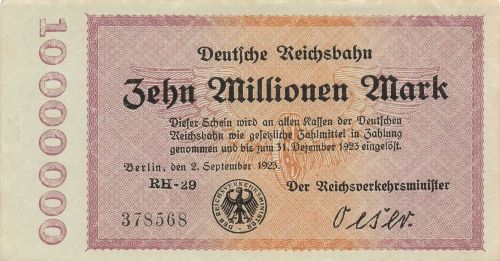 10000000
Deutsche Reichsbahn
Zehn Millionen Mark
Dieser Schein wird an allen Kassen der Deutschen
Reichsbahn wie gesetzliche Zahlmittel in Zahlung
genommen und bis zum 31. Dezember 1923 eingelöst.
Berlin, den 2. September 1923.
RH-29
Der Reichsverkehrsminister
378568
REICHSVERKEHRSMINISTER
Oeser.